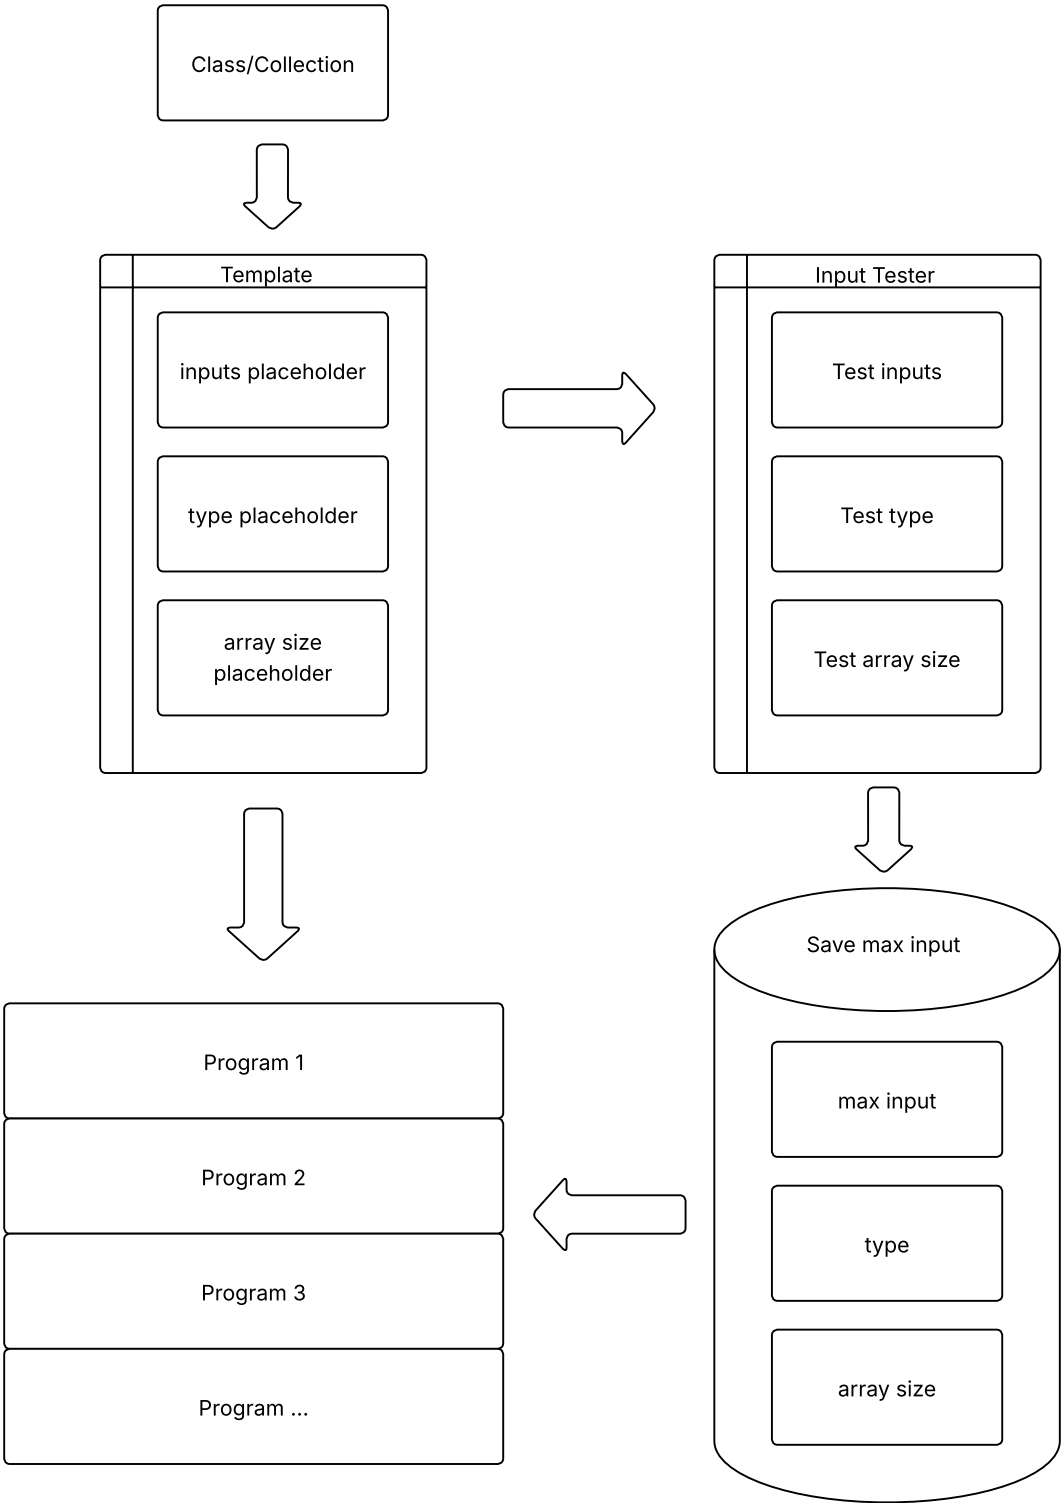 Class/Collection
Template
inputs placeholder
type placeholder
array size
placeholder
Input Tester
Test inputs
Test type
Test array size
Save max input
max input
type
array size
Program 1
Program 2
Program 3
Program ...